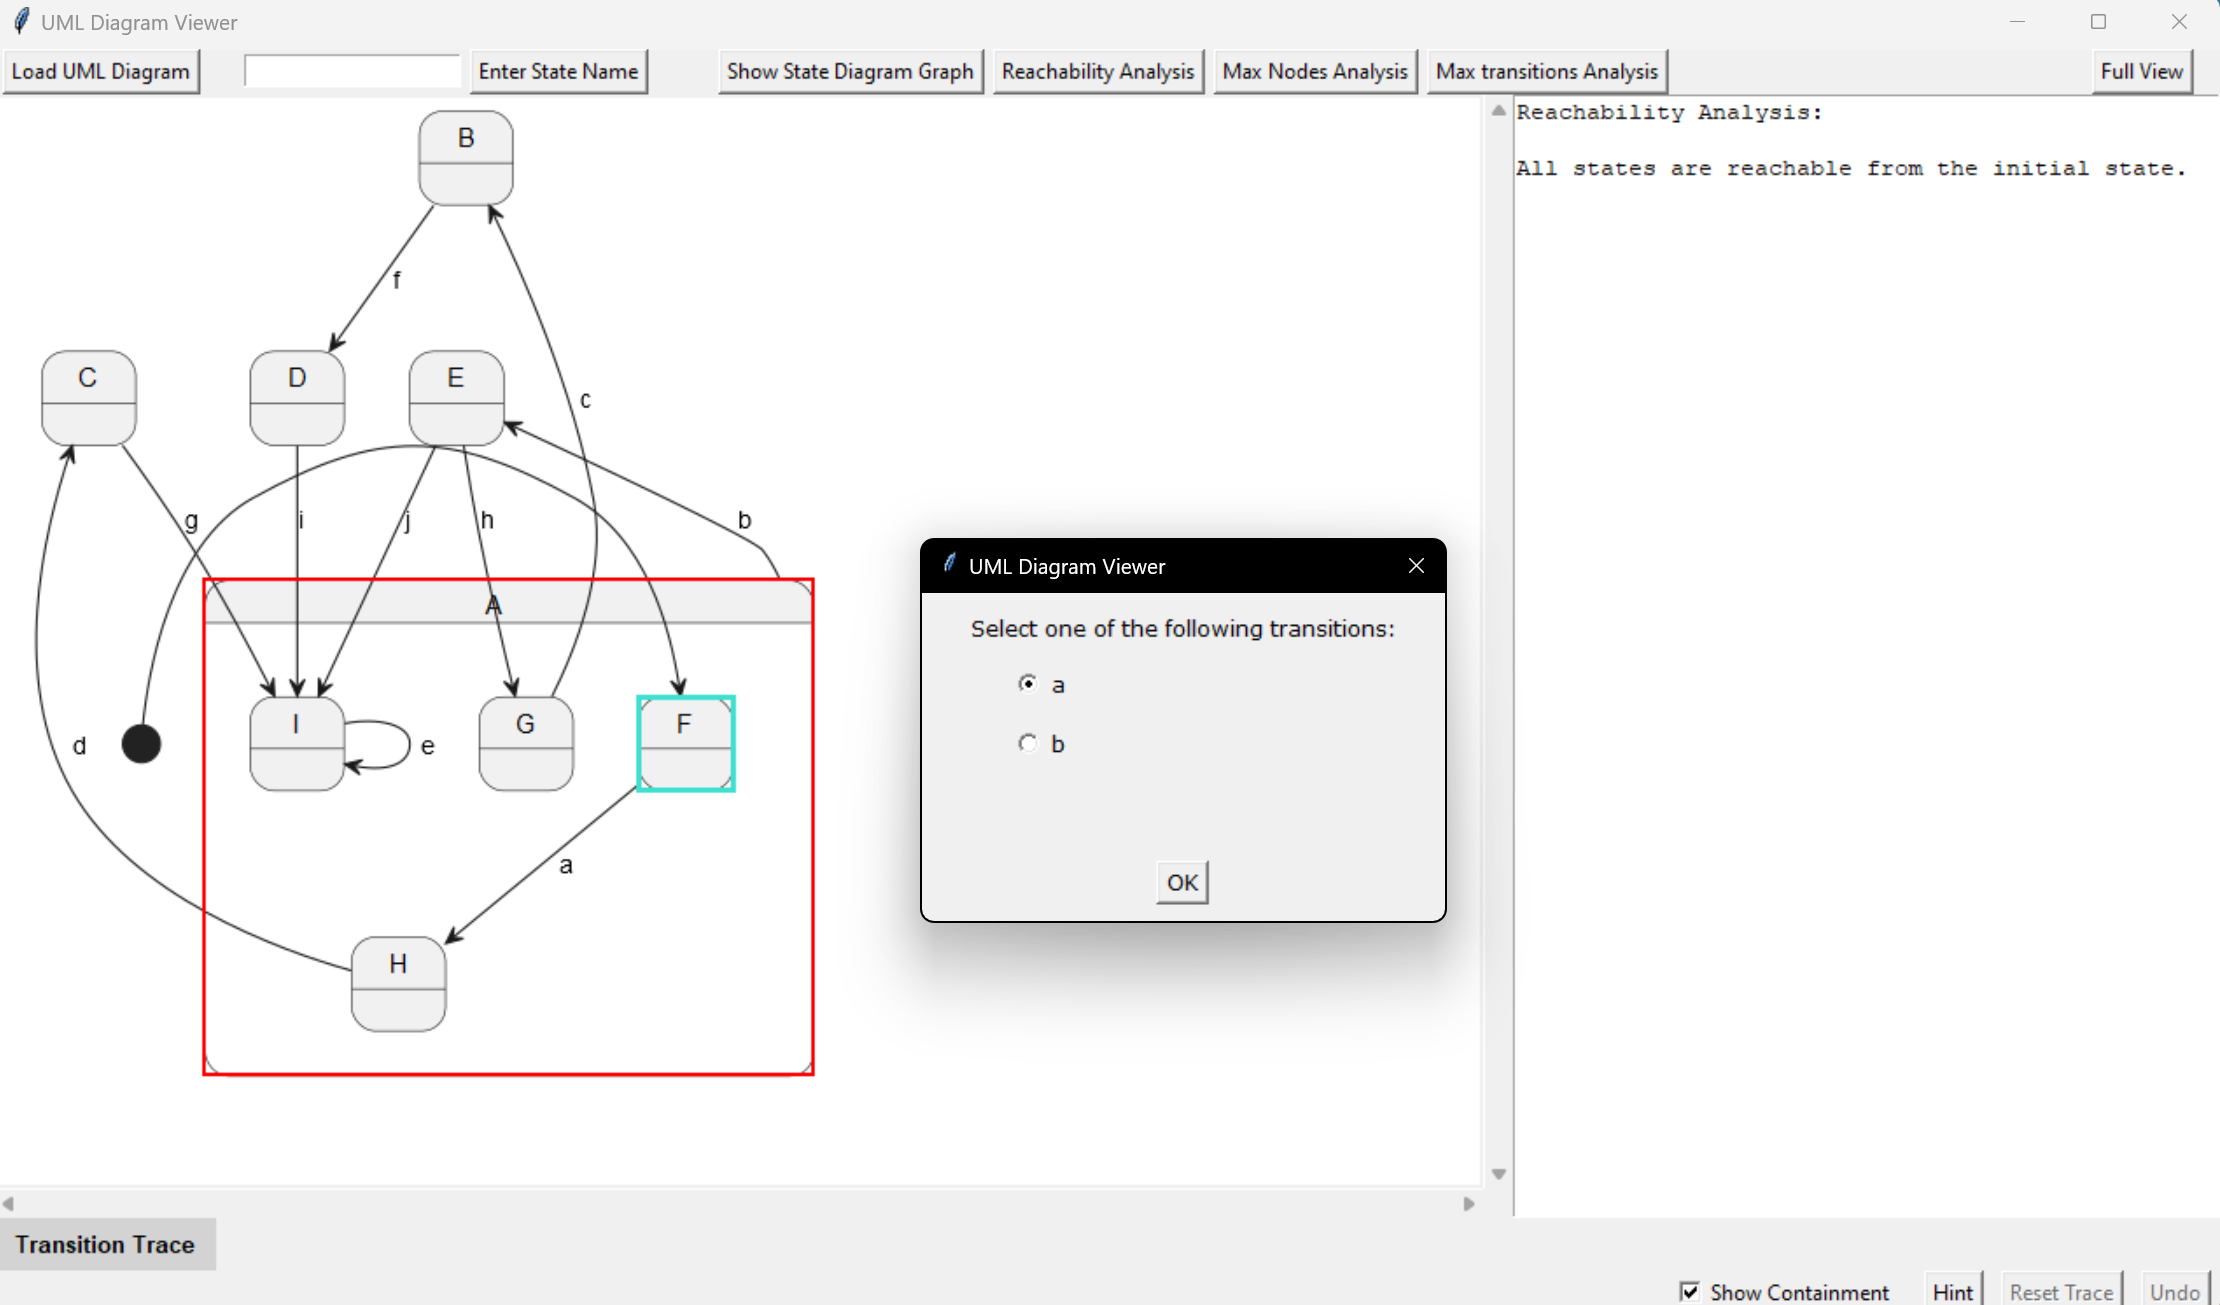 UML Diagram Viewer
Load UML Diagram Enter State Name Show State Diagram Graph Reachability Analysis Max Nodes Analysis Max transitions Analysis Full View
B
f
C D E
c
g i j h b
A
I G F
d e
a
H
Reachability Analysis:
All states are reachable from the initial state.
UML Diagram Viewer
Select one of the following transitions:
a
b
OK
Transition Trace
Show Containment Hint Reset Trace Undo